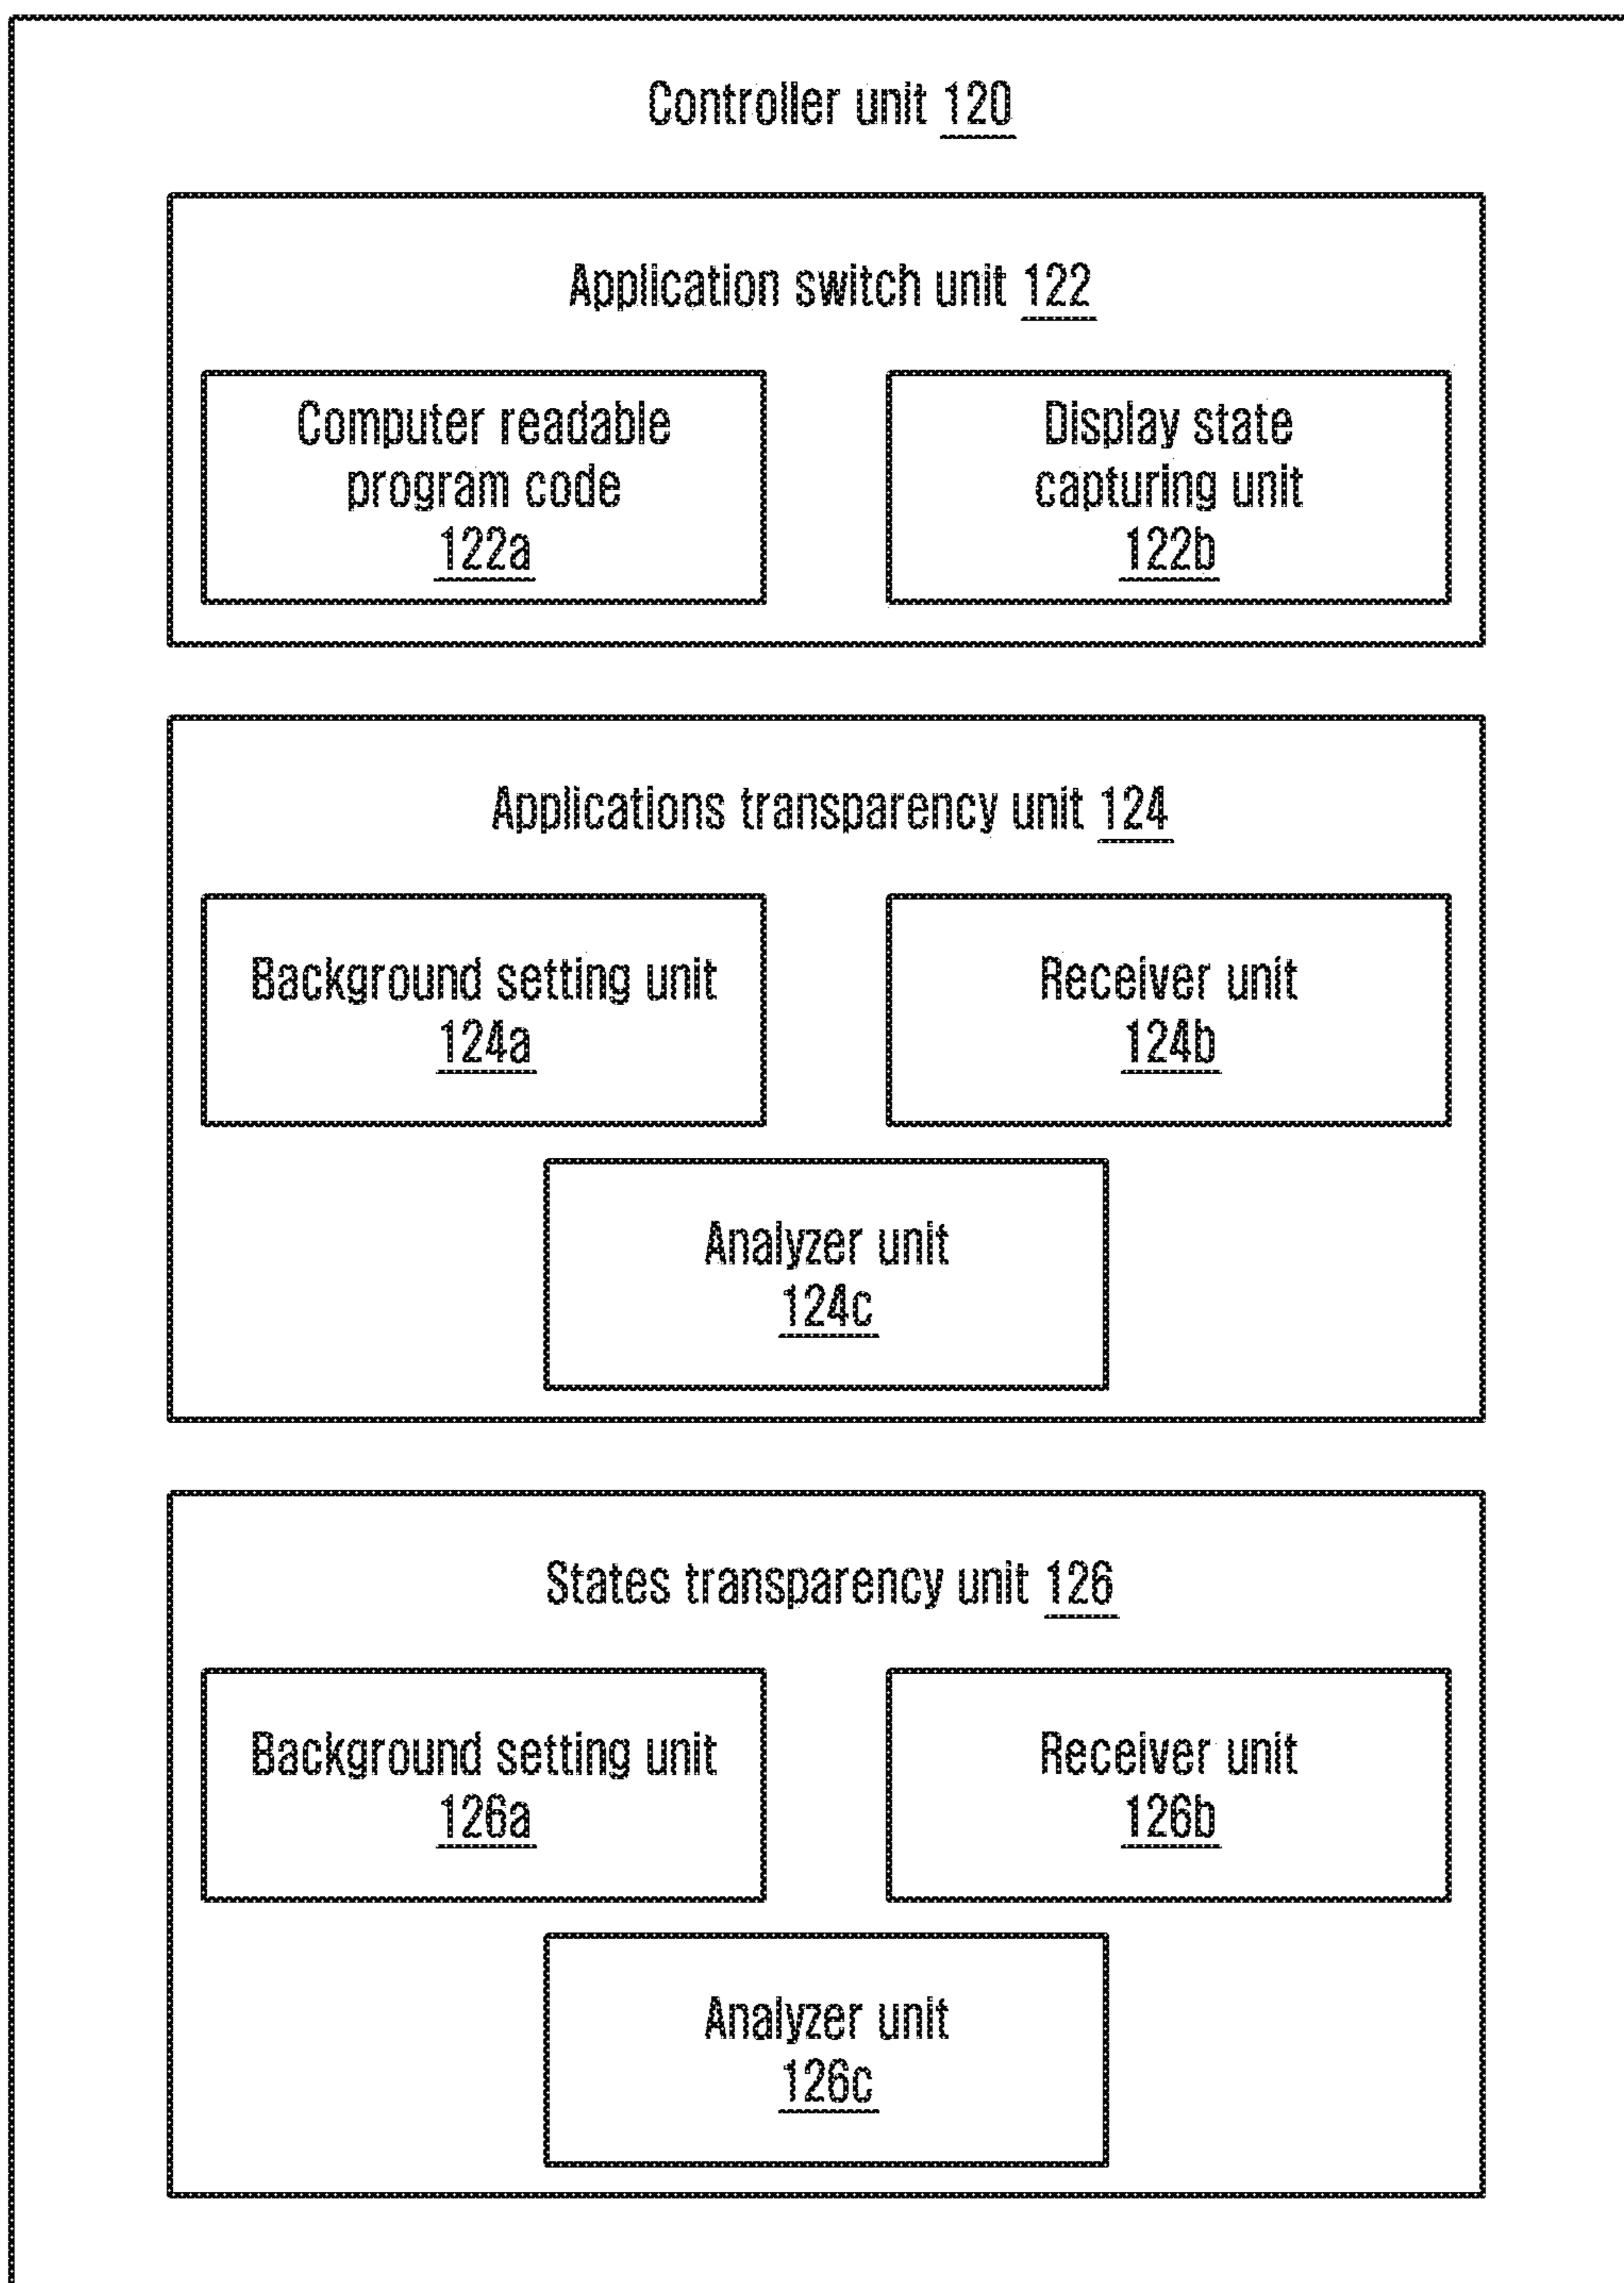 Controller unit 120
Application switch unit 122
Computer readable
program code
122a
Display state
capturing unit
122b
Applications transparency unit 124
Background setting unit
124a
Receiver unit
124b
Analyzer unit
124c
States transparency unit 126
Background setting unit
126a
Receiver unit
126b
Analyzer unit
126c